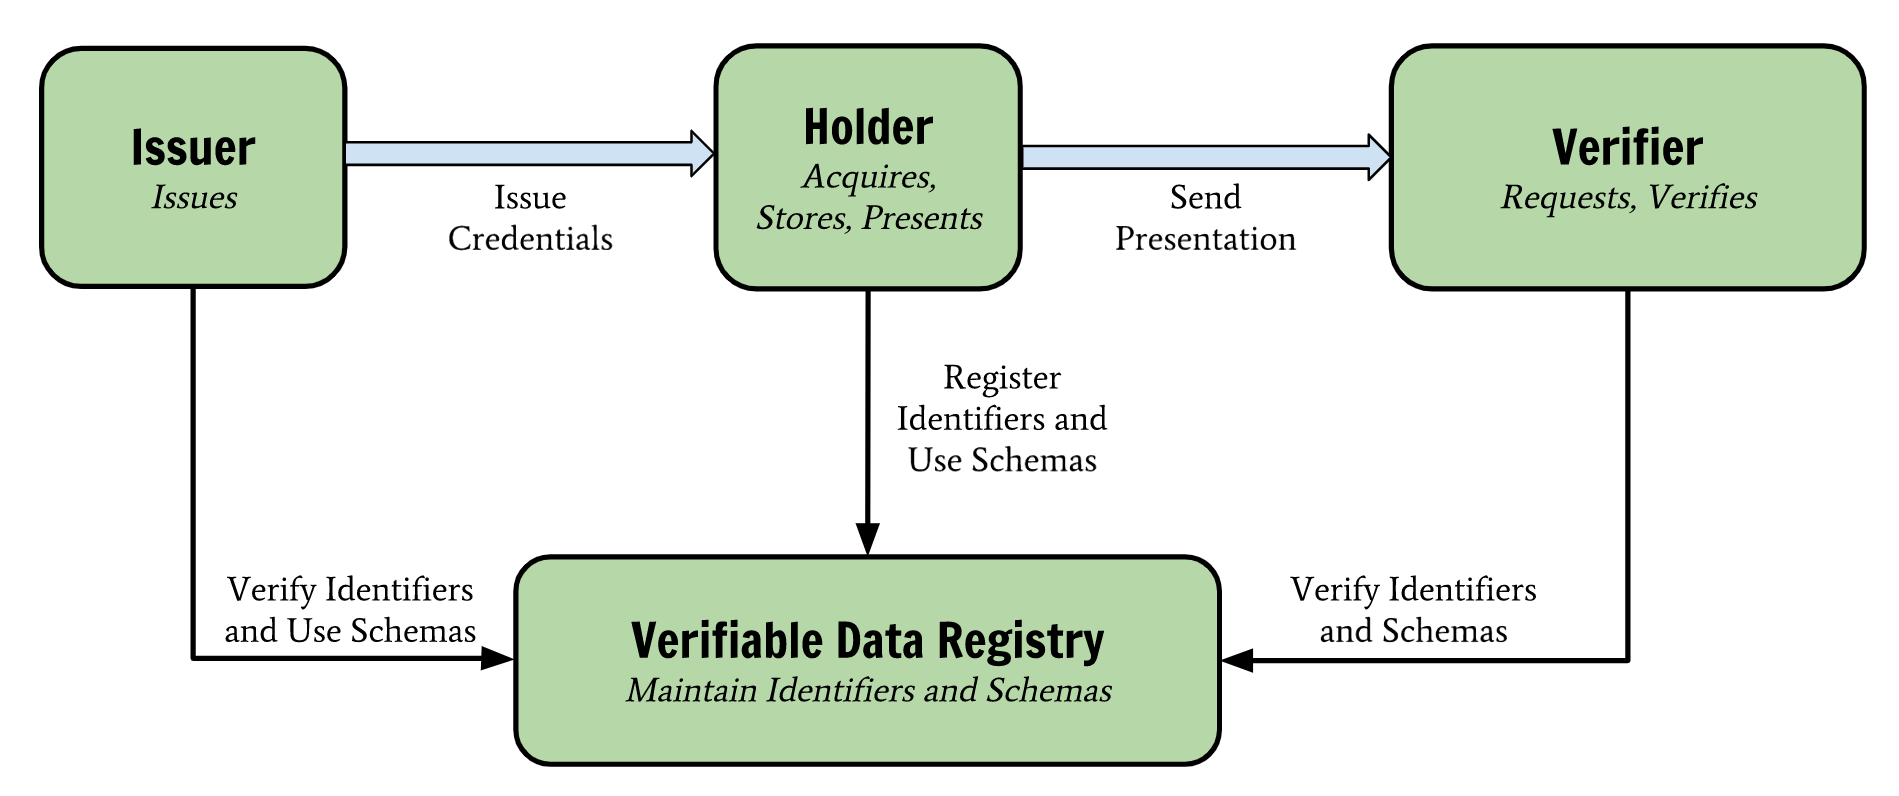 Issuer
Issues
Issue
Credentials
Holder
Acquires,
Stores, Presents
Send
Presentation
Verifier
Requests, Verifies
Register
Identifiers and
Use Schemas
Verify Identifiers
and Use Schemas
Verifiable Data Registry
Maintain Identifiers and Schemas
Verify Identifiers
and Schemas